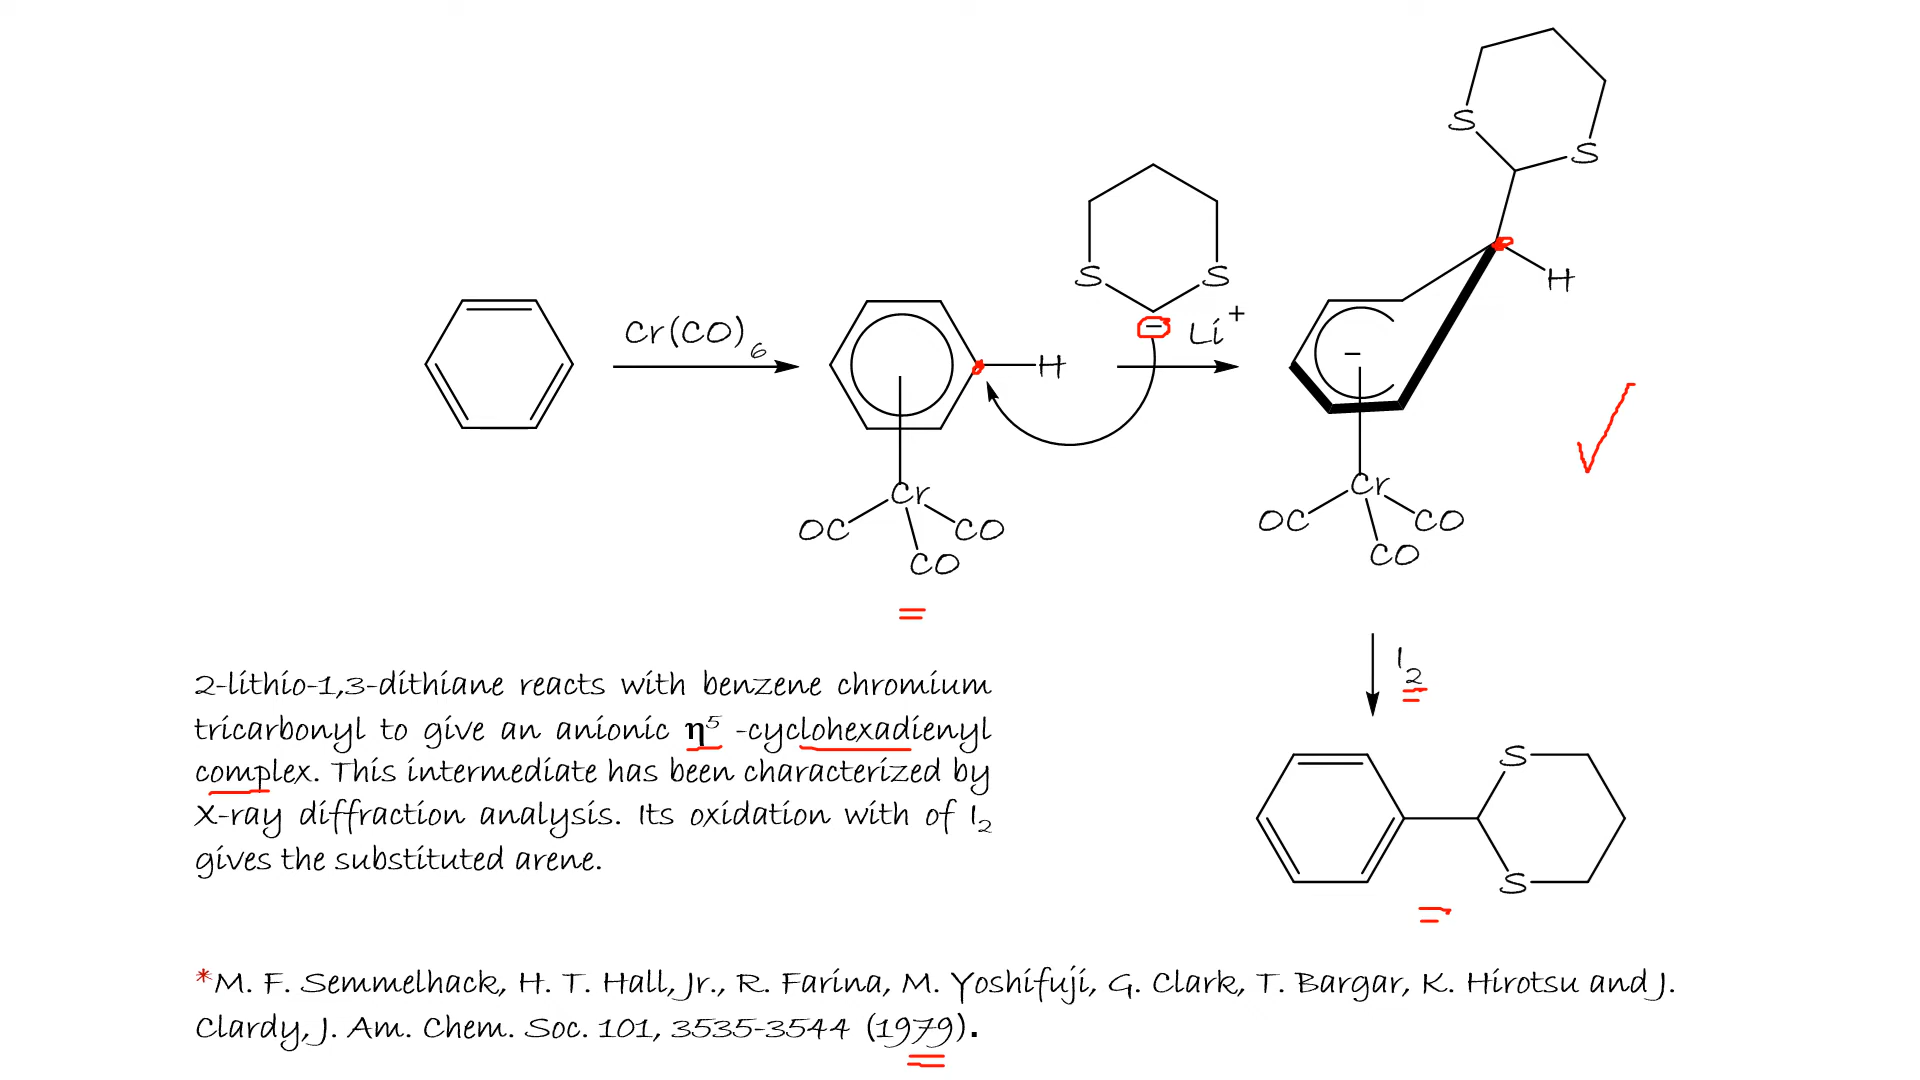 S
S
Cr(CO)6
S
S
− Li+
H
H
−
Cr
OC
CO
CO
Cr
OC
CO
CO
I2
2-lithio-1,3-dithiane reacts with benzene chromium
tricarbonyl to give an anionic η5 -cyclohexadienyl
complex. This intermediate has been characterized by
X-ray diffraction analysis. Its oxidation with of I2
gives the substituted arene.
S
S
*M. F. Semmelhack, H. T. Hall, Jr., R. Farina, M. Yoshifuji, G. Clark, T. Bargar, K. Hirotsu and J.
Clardy, J. Am. Chem. Soc. 101, 3535-3544 (1979).